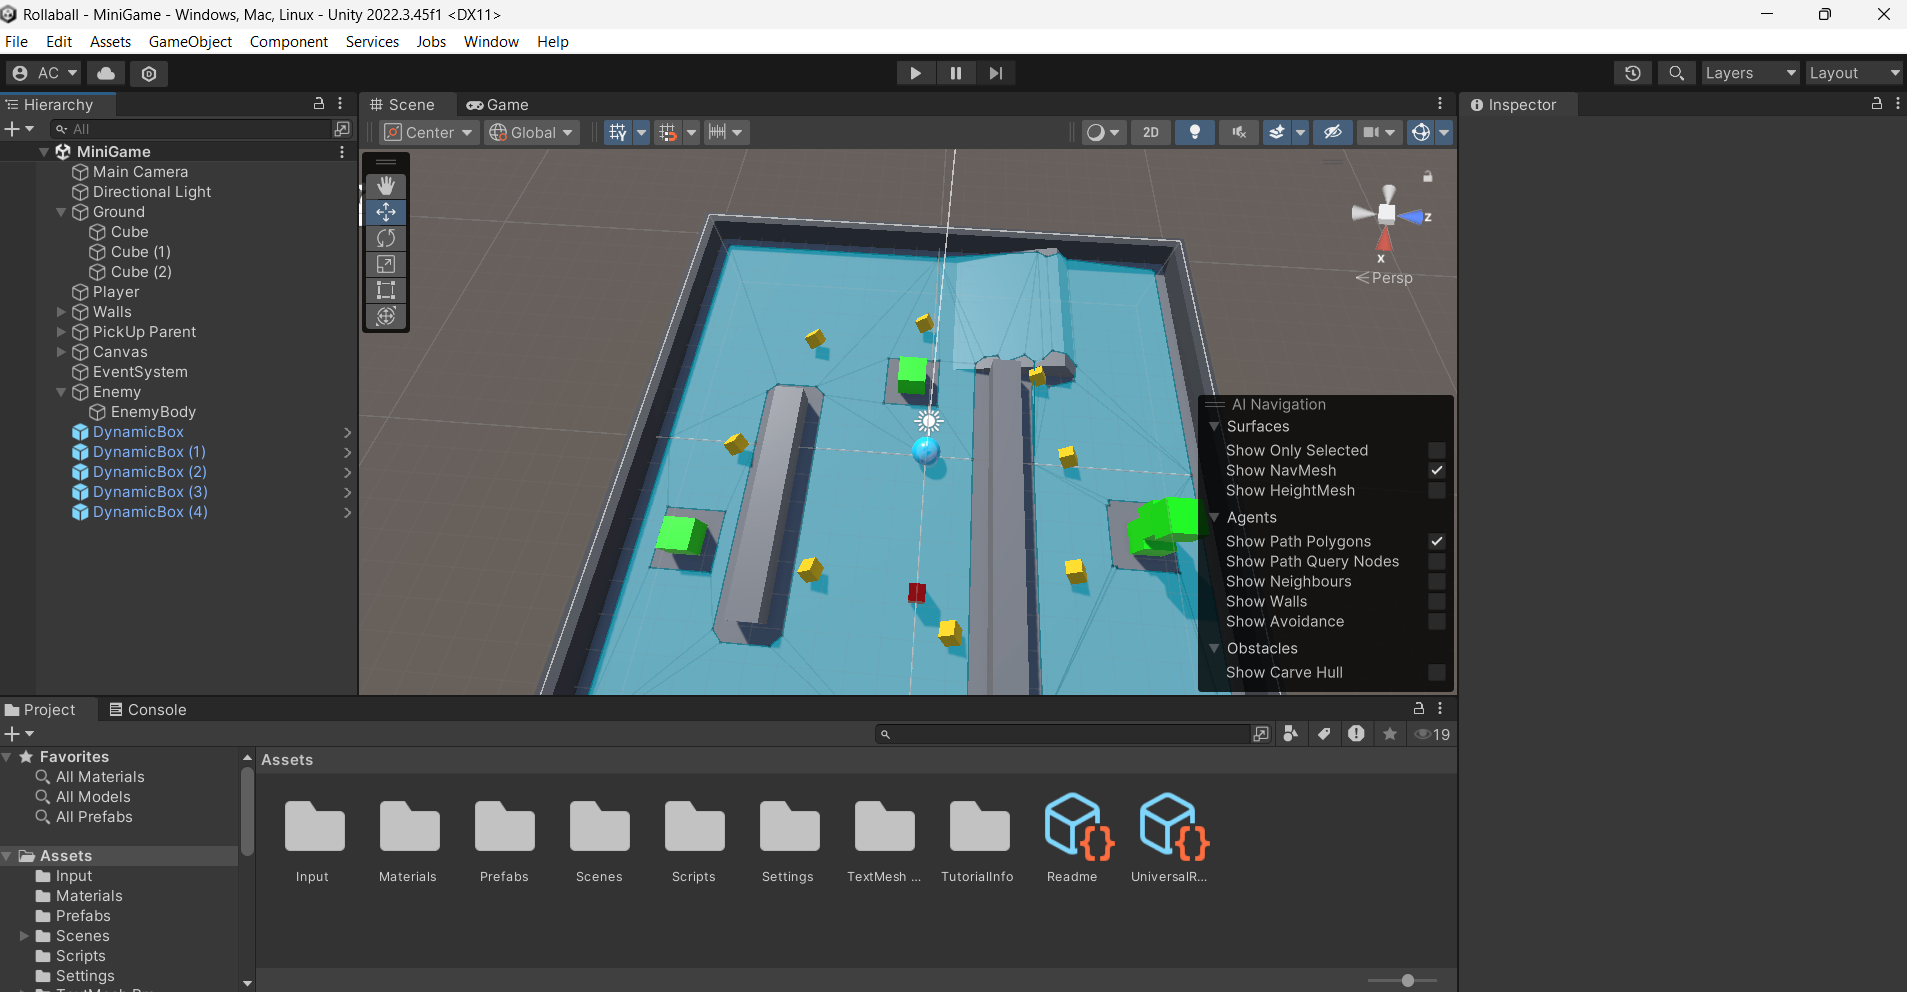 Rollaball - MiniGame - Windows, Mac, Linux - Unity 2022.3.45f1 <DX11>
File Edit Assets GameObject Component Services Jobs Window Help
AC Layers Layout
Hierarchy
All
MiniGame
Main Camera
Directional Light
Ground
Cube
Cube (1)
Cube (2)
Player
Walls
PickUp Parent
Canvas
EventSystem
Enemy
EnemyBody
DynamicBox
DynamicBox (1)
DynamicBox (2)
DynamicBox (3)
DynamicBox (4)
Scene Game
Center Global 2D
z
x
Persp
AI Navigation
Surfaces
Show Only Selected
Show NavMesh
Show HeightMesh
Agents
Show Path Polygons
Show Path Query Nodes
Show Neighbours
Show Walls
Show Avoidance
Obstacles
Show Carve Hull
Inspector
Project Console
19
Favorites
All Materials
All Models
All Prefabs
Assets
Input
Materials
Prefabs
Scenes
Scripts
Settings
Assets
Input Materials Prefabs Scenes Scripts Settings TextMesh ... TutorialInfo Readme UniversalR...